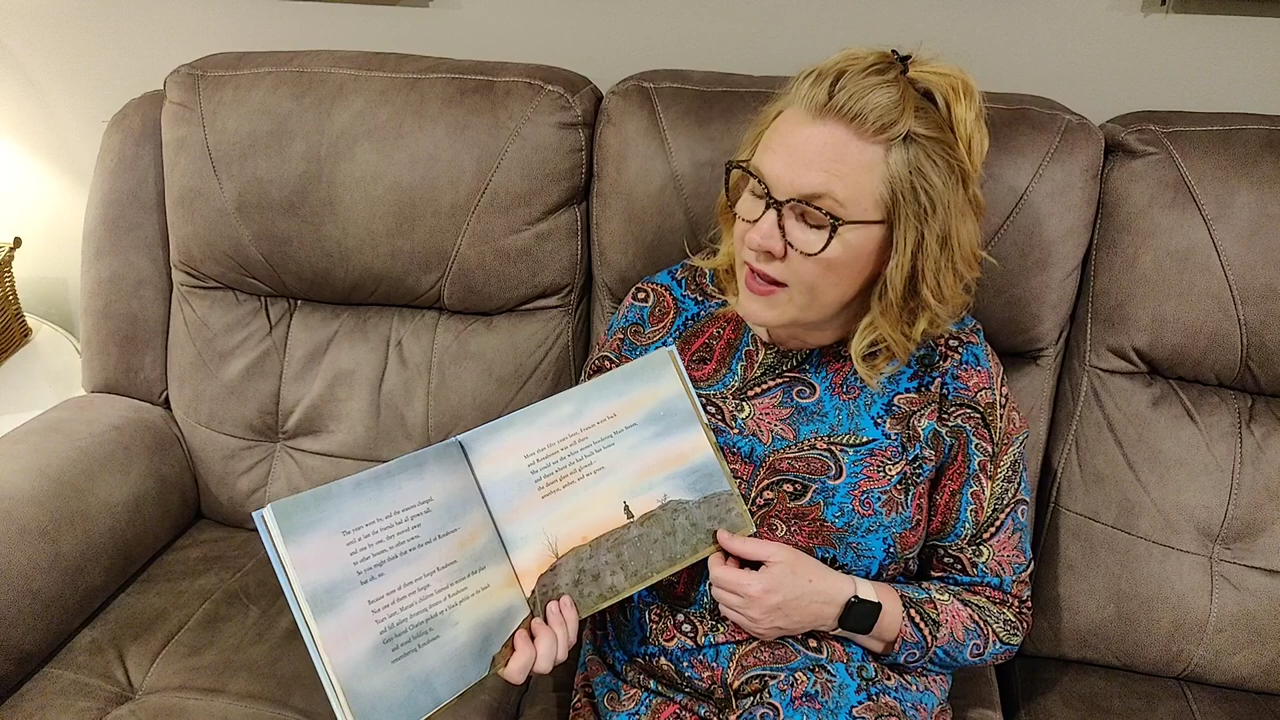 The years went by, and the seasons changed,
until at last the friends had all grown tall,
and one by one, they moved away
to other houses, to other towns.
So you might think that was the end of Roxaboxen—
but oh, no.
Because none of them ever forgot Roxaboxen.
Not one of them ever forgot.
Years later, Marian's children listened to stories of that place
and fell asleep dreaming dreams of Roxaboxen.
Gray-haired Charles picked up a black pebble on the beach
and stood holding it,
remembering Roxaboxen.
More than fifty years later, Frances went back
and Roxaboxen was still there.
She could see the white stones bordering Main Street,
and there where she had built her house
the desert glass still glowed—
amethyst, amber, and sea green.